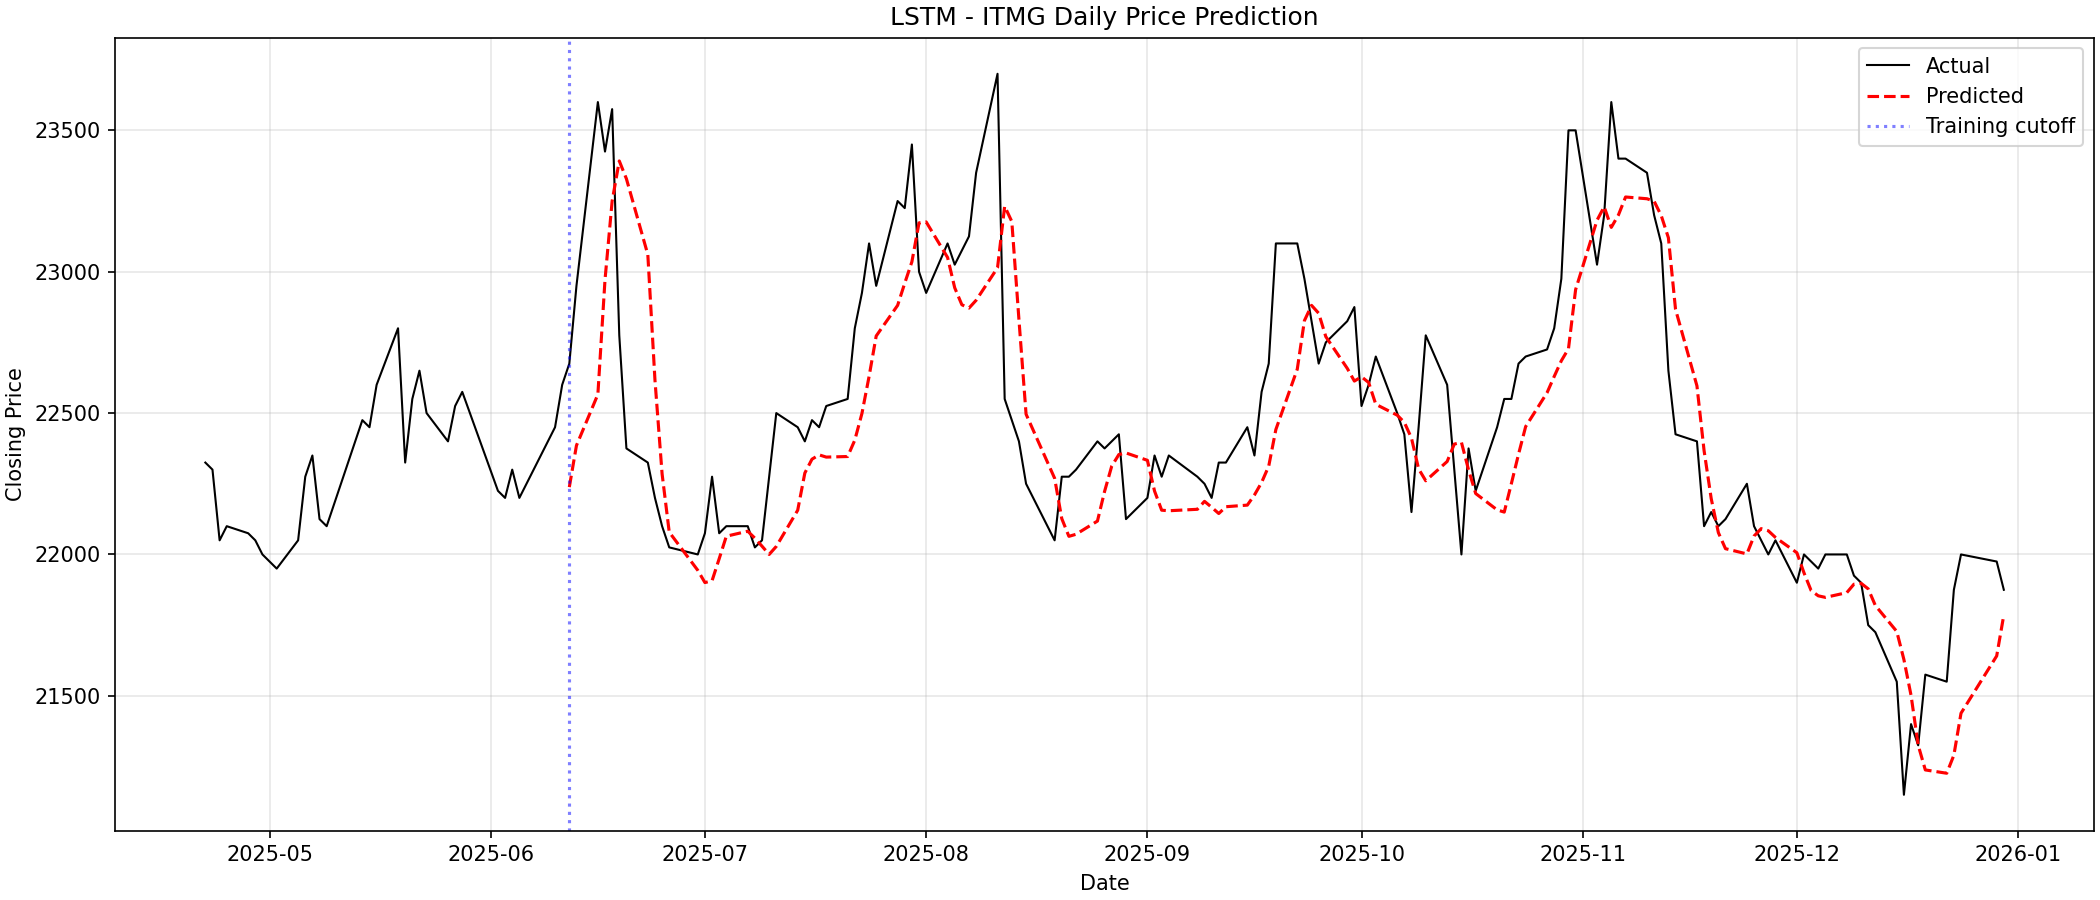 LSTM - ITMG Daily Price Prediction
Actual
Predicted
Training cutoff
Closing Price
23500
23000
22500
22000
21500
2025-05
2025-06
2025-07
2025-08
2025-09
2025-10
2025-11
2025-12
2026-01
Date